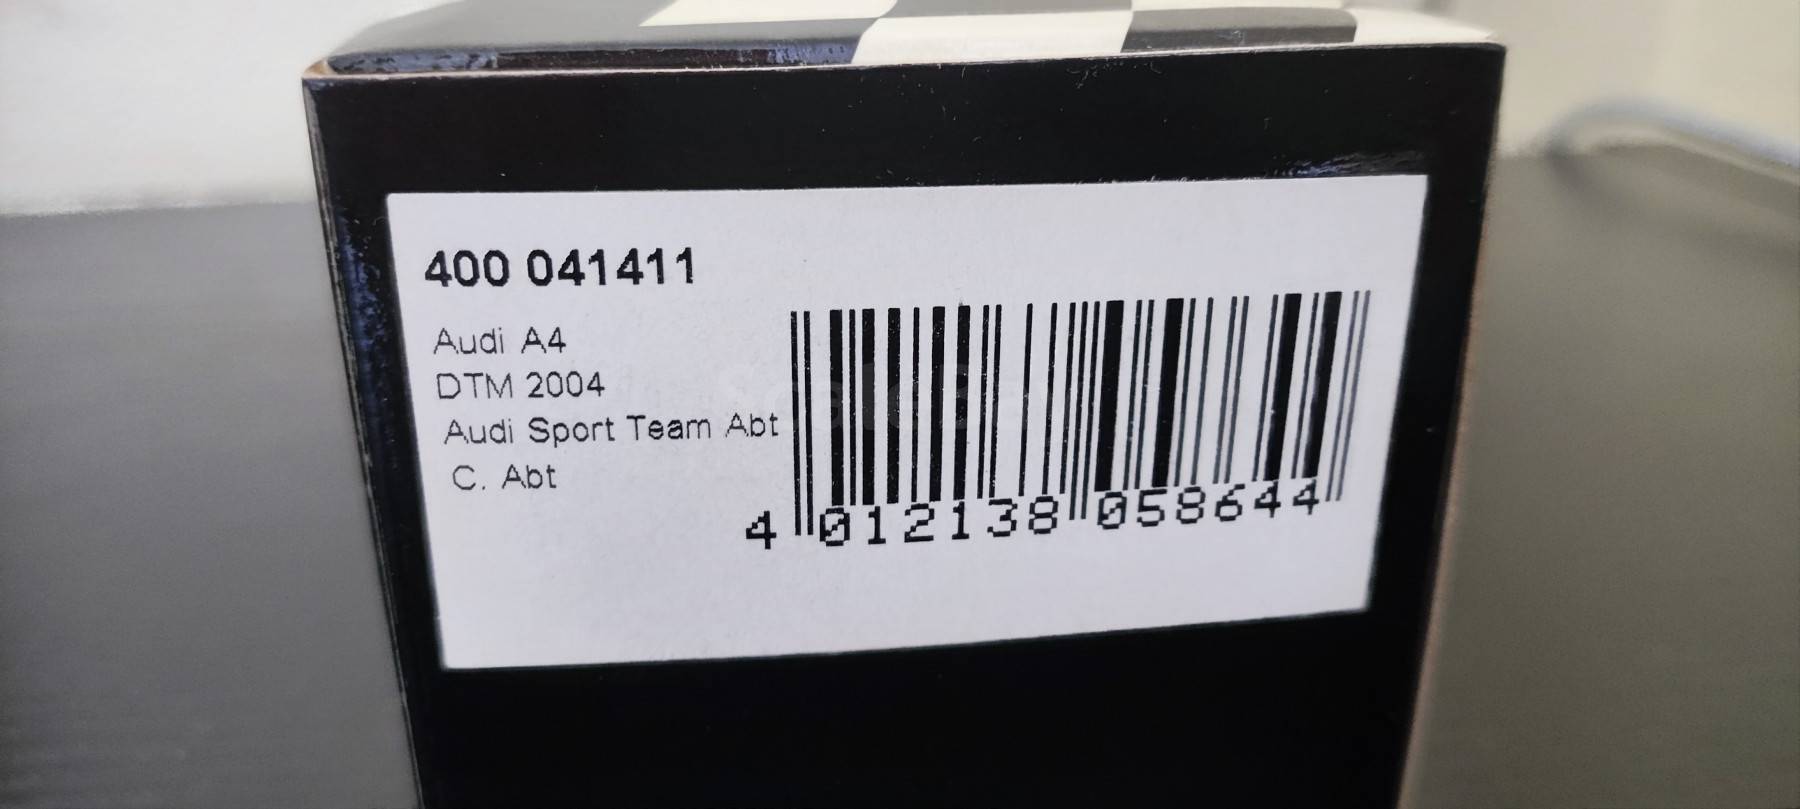 400 041411
Audi A4
DTM 2004
Audi Sport Team Abt
C. Abt
4 012138 058644